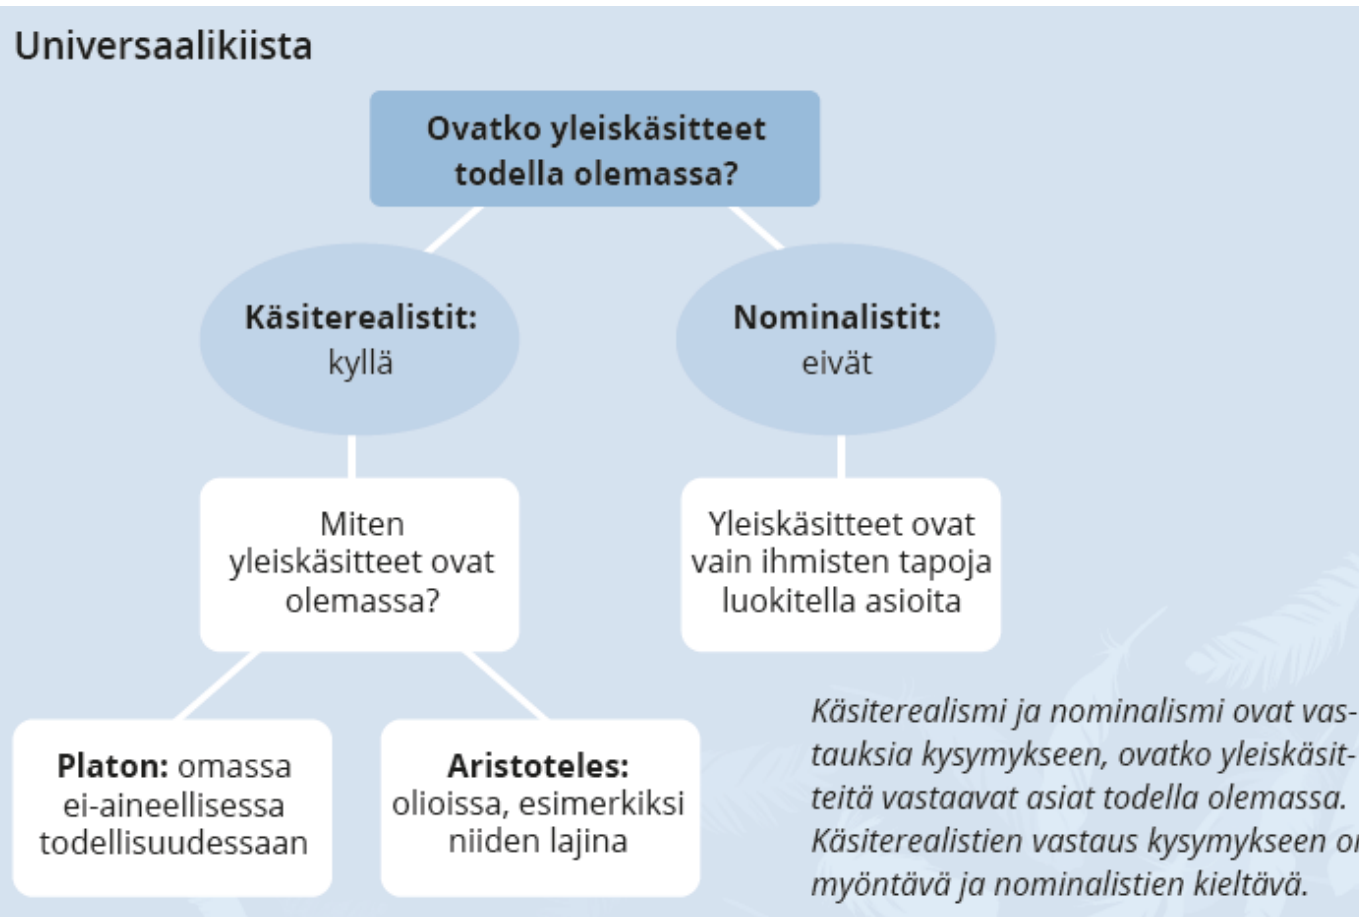 Universaalikiista
Ovatko yleiskäsitteet
todella olemassa?
Käsiterealistit:
kyllä
Nominalistit:
eivät
Miten
yleiskäsitteet ovat
olemassa?
Yleiskäsitteet ovat
vain ihmisten tapoja
luokitella asioita
Platon: omassa
ei-aineellisessa
todellisuudessaan
Aristoteles:
olioissa, esimerkiksi
niiden lajina
Käsiterealismi ja nominalismi ovat vas-
tauksia kysymykseen, ovatko yleiskäsit-
teitä vastaavat asiat todella olemassa.
Käsiterealistien vastaus kysymykseen on
myöntävä ja nominalistien kieltävä.